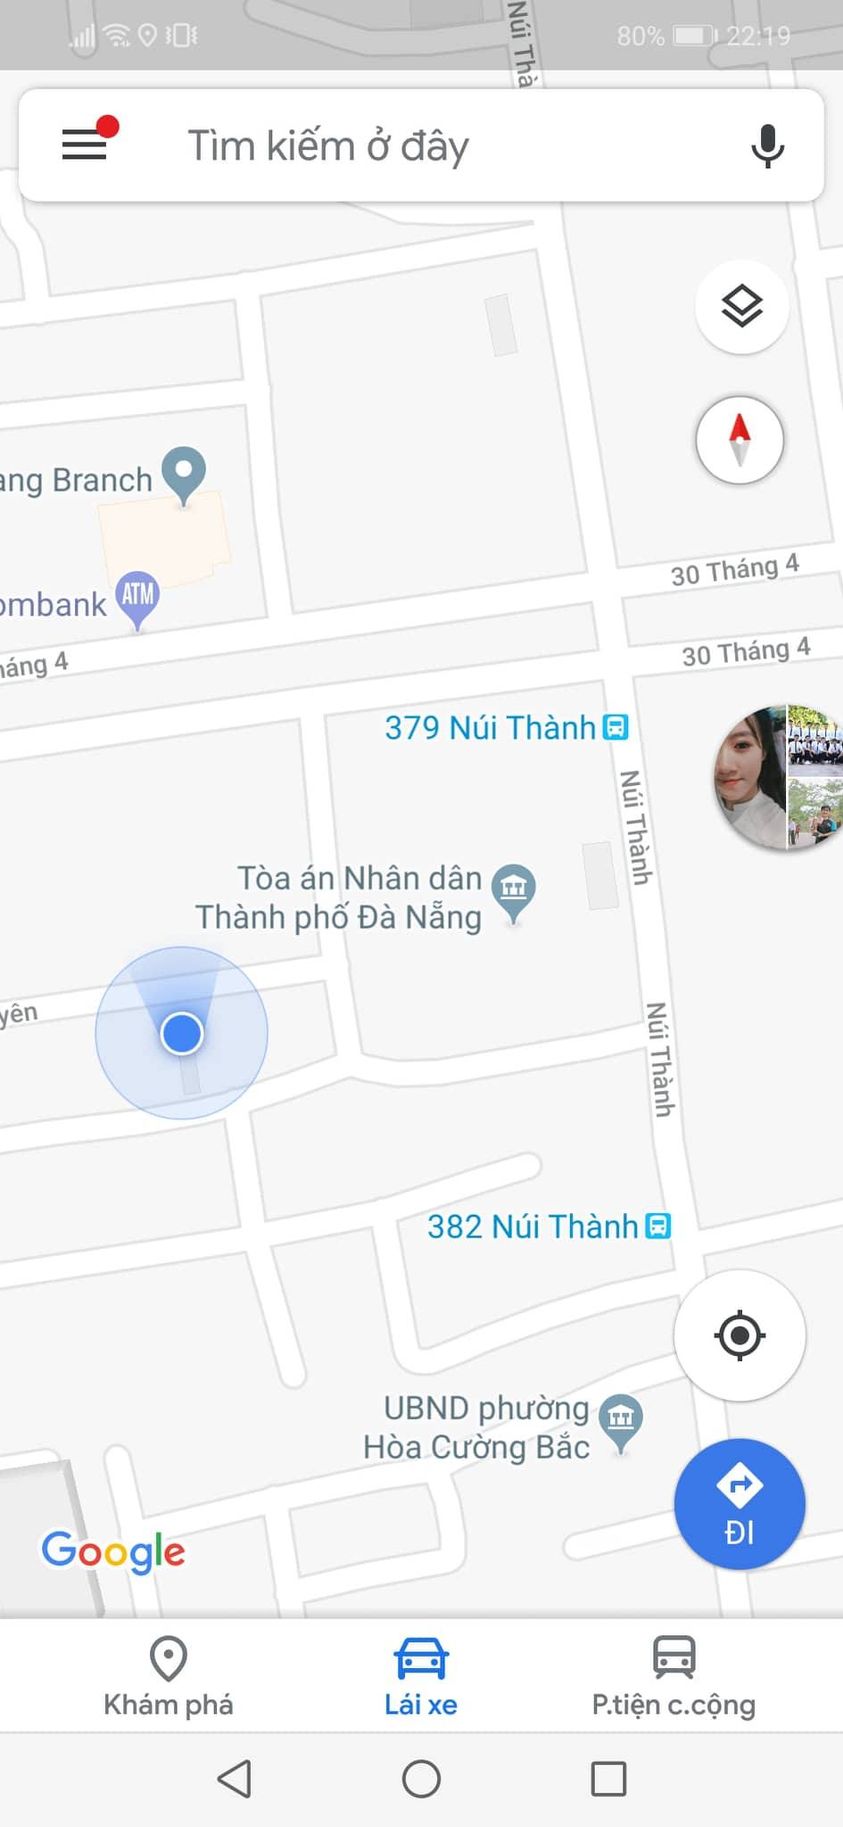 80% 22:19
Núi Thà
Tìm kiếm ở đây
ang Branch
ATM
ombank
30 Tháng 4
háng 4
30 Tháng 4
379 Núi Thành
Núi Thành
Tòa án Nhân dân
Thành phố Đà Nẵng
yên
Núi Thành
382 Núi Thành
UBND phường
Hòa Cường Bắc
ĐI
Google
Khám phá
Lái xe
P.tiện c.cộng